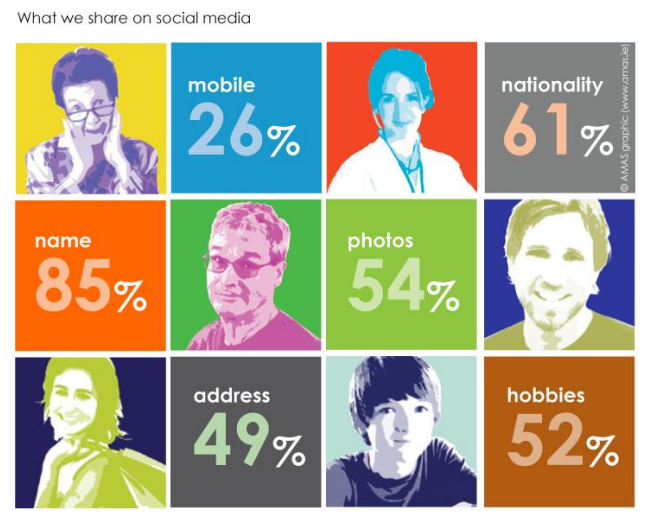 What we share on social media
mobile
26%
nationality
61%
© AMAS graphic (www.amas.ie)
name
85%
photos
54%
address
49%
hobbies
52%